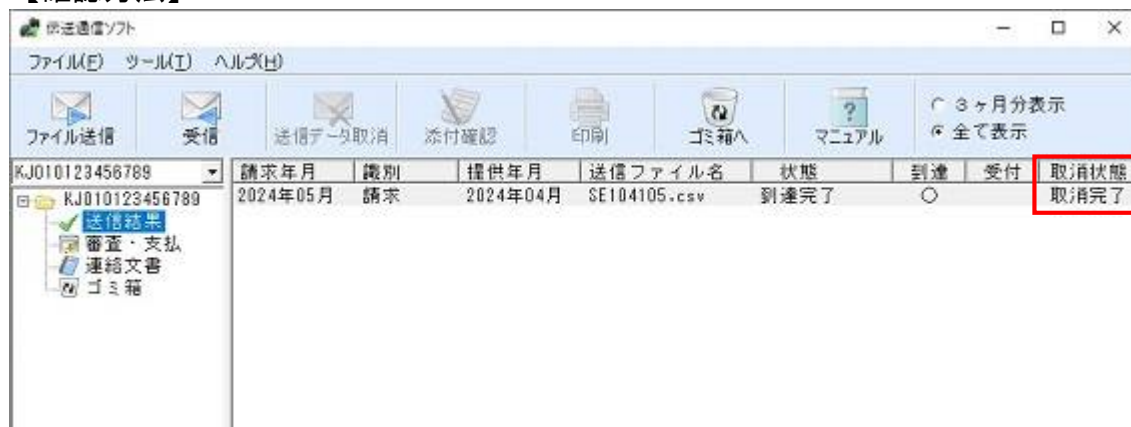 伝送通信ソフト
ファイル(F) ツール(T) ヘルプ(H)
ファイル送信 受信 送信データ取消 添付確認 印刷 ゴミ箱へ マニュアル
3ヶ月分表示
全て表示
KJ010123456789
請求年月 識別 提供年月 送信ファイル名 状態 到達 受付 取消状態
2024年05月 請求 2024年04月 SE104105.csv 到達完了 ○ 取消完了
KJ010123456789
送信結果
審査・支払
連絡文書
ゴミ箱